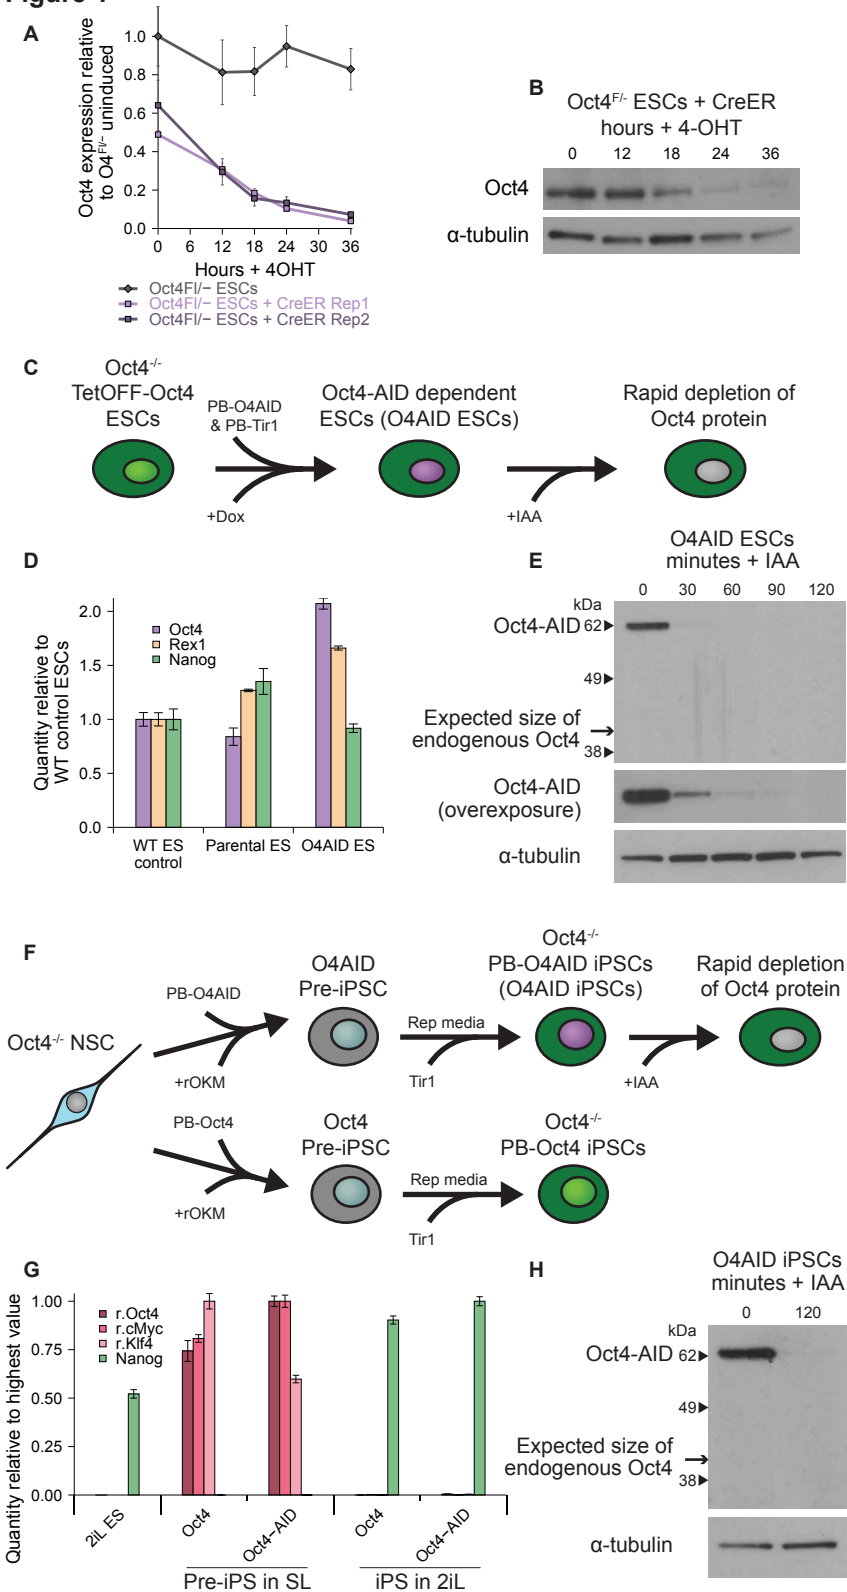 A
Oct4 expression relative
to O4Fl/− uninduced
1.0
0.8
0.6
0.4
0.2
0.0
0 6 12 18 24 30 36
Hours + 4OHT
Oct4Fl/− ESCs
Oct4Fl/− ESCs + CreER Rep1
Oct4Fl/− ESCs + CreER Rep2
B
Oct4F/- ESCs + CreER
hours + 4-OHT
0 12 18 24 36
Oct4
α-tubulin
C
Oct4-/-
TetOFF-Oct4
ESCs
PB-O4AID
& PB-Tir1
+Dox
Oct4-AID dependent
ESCs (O4AID ESCs)
+IAA
Rapid depletion of
Oct4 protein
D
Quantity relative to
WT control ESCs
2.0
1.5
1.0
0.5
0.0
Oct4
Rex1
Nanog
WT ES
control
Parental ES
O4AID ES
E
O4AID ESCs
minutes + IAA
0 30 60 90 120
kDa
Oct4-AID 62
49
Expected size of
endogenous Oct4
38
Oct4-AID
(overexposure)
α-tubulin
F
Oct4-/- NSC
PB-O4AID
+rOKM
O4AID
Pre-iPSC
Rep media
Tir1
Oct4-/-
PB-O4AID iPSCs
(O4AID iPSCs)
+IAA
Rapid depletion
of Oct4 protein
PB-Oct4
+rOKM
Oct4
Pre-iPSC
Rep media
Tir1
Oct4-/-
PB-Oct4 iPSCs
G
Quantity relative to highest value
1.00
0.75
0.50
0.25
0.00
r.Oct4
r.cMyc
r.Klf4
Nanog
2iL ES
Oct4
Oct4−AID
Oct4
Oct4−AID
Pre-iPS in SL
iPS in 2iL
H
O4AID iPSCs
minutes + IAA
0 120
kDa
Oct4-AID 62
49
Expected size of
endogenous Oct4
38
α-tubulin